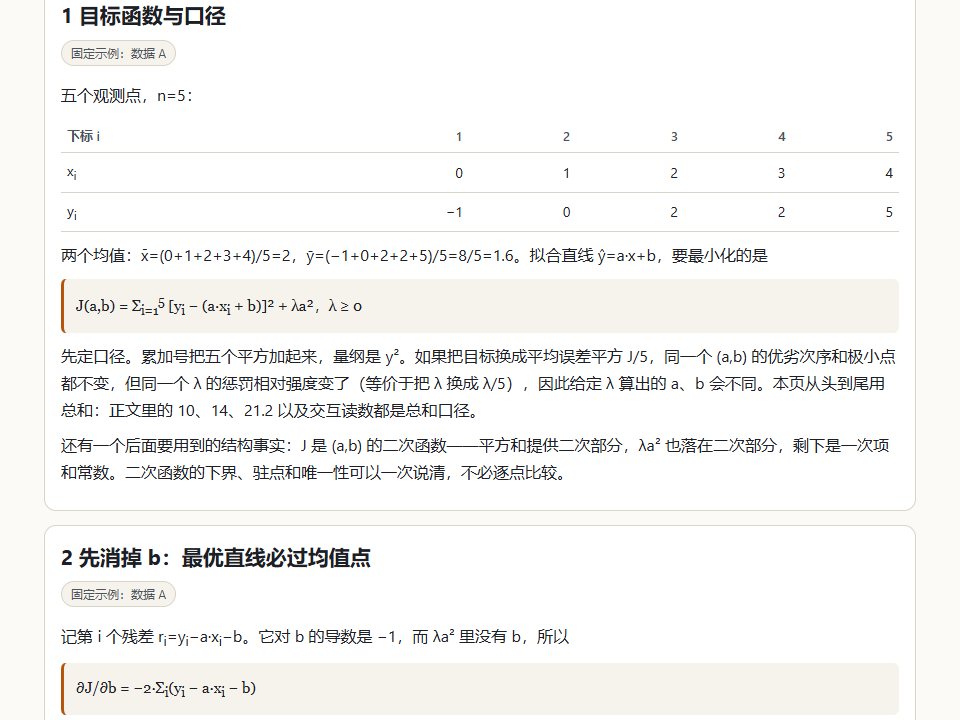 1 目标函数与口径
固定示例：数据 A
五个观测点，n=5：
下标 i 1 2 3 4 5
xi 0 1 2 3 4
yi −1 0 2 2 5
两个均值：x̄=(0+1+2+3+4)/5=2，ȳ=(−1+0+2+2+5)/5=8/5=1.6。拟合直线 ŷ=a·x+b，要最小化的是
J(a,b) = Σi=1⁵ [yi − (a·xi + b)]² + λa²，λ ≥ 0
先定口径。累加号把五个平方加起来，量纲是 y²。如果把目标换成平均误差平方 J/5，同一个 (a,b) 的优劣次序和极小点
都不变，但同一个 λ 的惩罚相对强度变了（等价于把 λ 换成 λ/5），因此给定 λ 算出的 a、b 会不同。本页从头到尾用
总和：正文里的 10、14、21.2 以及交互读数都是总和口径。
还有一个后面要用到的结构事实：J 是 (a,b) 的二次函数——平方和提供二次部分，λa² 也落在二次部分，剩下是一次项
和常数。二次函数的下界、驻点和唯一性可以一次说清，不必逐点比较。
2 先消掉 b：最优直线必过均值点
固定示例：数据 A
记第 i 个残差 ri=yi−a·xi−b。它对 b 的导数是 −1，而 λa² 里没有 b，所以
∂J/∂b = −2·Σi(yi − a·xi − b)